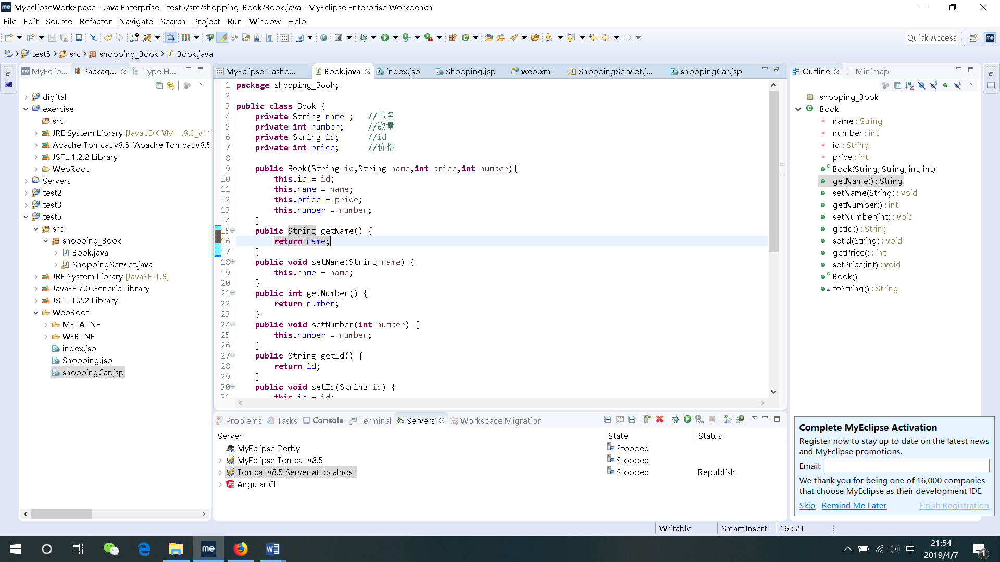 MyeclipseWorkSpace - Java Enterprise - test5/src/shopping_Book/Book.java - MyEclipse Enterprise Workbench
File Edit Source Refactor Navigate Search Project Run Window Help
Quick Access
test5 src shopping_Book Book.java
MyEclip... Packag... Type H...
digital
exercise
src
JRE System Library [Java JDK VM 1.8.0_v11
Apache Tomcat v8.5 [Apache Tomcat v8.5
JSTL 1.2.2 Library
WebRoot
Servers
test2
test3
test5
src
shopping_Book
Book.java
ShoppingServlet.java
JRE System Library [JavaSE-1.8]
JavaEE 7.0 Generic Library
JSTL 1.2.2 Library
WebRoot
META-INF
WEB-INF
index.jsp
Shopping.jsp
shoppingCar.jsp
MyEclipse Dashb... Book.java index.jsp Shopping.jsp web.xml ShoppingServlet.j... shoppingCar.jsp
1 package shopping_Book;
2
3 public class Book {
4 private String name ; //书名
5 private int number; //数量
6 private String id; //id
7 private int price; //价格
8
9 public Book(String id,String name,int price,int number){
10 this.id = id;
11 this.name = name;
12 this.price = price;
13 this.number = number;
14 }
15 public String getName() {
16 return name;
17 }
18 public void setName(String name) {
19 this.name = name;
20 }
21 public int getNumber() {
22 return number;
23 }
24 public void setNumber(int number) {
25 this.number = number;
26 }
27 public String getId() {
28 return id;
29 }
30 public void setId(String id) {
31 this.id = id;
Outline Minimap
shopping_Book
Book
name : String
number : int
id : String
price : int
Book(String, String, int, int)
getName() : String
setName(String) : void
getNumber() : int
setNumber(int) : void
getId() : String
setId(String) : void
getPrice() : int
setPrice(int) : void
Book()
toString() : String
Problems Tasks Console Terminal Servers Workspace Migration
Server State Status
MyEclipse Derby Stopped
MyEclipse Tomcat v8.5 Stopped
Tomcat v8.5 Server at localhost Stopped Republish
Angular CLI
Complete MyEclipse Activation
Register now to stay up to date on the latest news
and MyEclipse promotions.
Email:
We thank you for being one of 16,000 companies
that choose MyEclipse as their development IDE.
Skip Remind Me Later Finish Registration
Writable Smart Insert 16 : 21
me
中
21:54
2019/4/7
1